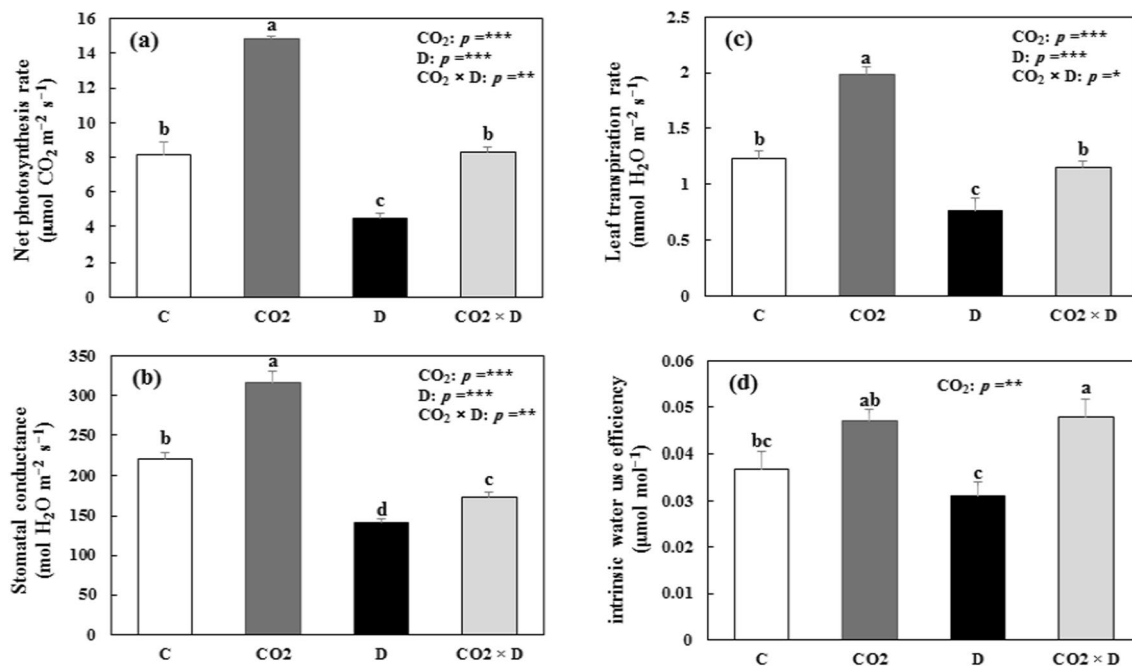 (a)
CO₂: p =***
D: p =***
CO₂ × D: p =**
Net photosynthesis rate
(µmol CO₂ m⁻² s⁻¹)
16
14
12
10
8
6
4
2
0
b
a
c
b
C CO2 D CO2 × D
(c)
CO₂: p =***
D: p =***
CO₂ × D: p =*
Leaf transpiration rate
(mmol H₂O m⁻² s⁻¹)
2.5
2
1.5
1
0.5
0
b
a
c
b
C CO2 D CO2 × D
(b)
CO₂: p =***
D: p =***
CO₂ × D: p =**
Stomatal conductance
(mol H₂O m⁻² s⁻¹)
350
300
250
200
150
100
50
0
b
a
d
c
C CO2 D CO2 × D
(d)
CO₂: p =**
intrinsic water use efficiency
(µmol mol⁻¹)
0.06
0.05
0.04
0.03
0.02
0.01
0
bc
ab
c
a
C CO2 D CO2 × D